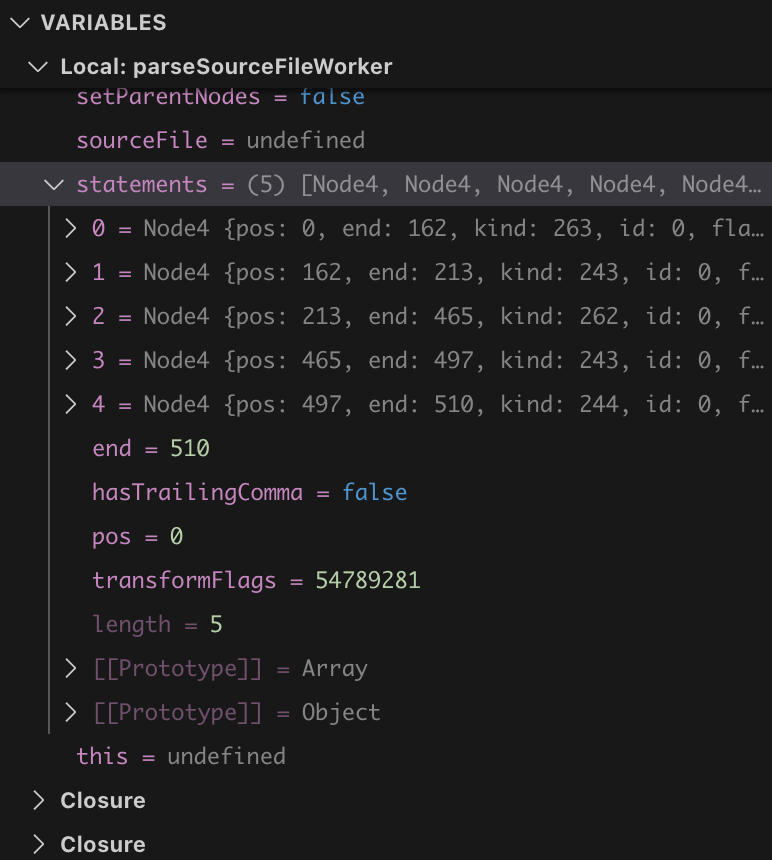 VARIABLES
Local: parseSourceFileWorker
setParentNodes = false
sourceFile = undefined
statements = (5) [Node4, Node4, Node4, Node4, Node4…
0 = Node4 {pos: 0, end: 162, kind: 263, id: 0, fla…
1 = Node4 {pos: 162, end: 213, kind: 243, id: 0, f…
2 = Node4 {pos: 213, end: 465, kind: 262, id: 0, f…
3 = Node4 {pos: 465, end: 497, kind: 243, id: 0, f…
4 = Node4 {pos: 497, end: 510, kind: 244, id: 0, f…
end = 510
hasTrailingComma = false
pos = 0
transformFlags = 54789281
length = 5
[[Prototype]] = Array
[[Prototype]] = Object
this = undefined
Closure
Closure